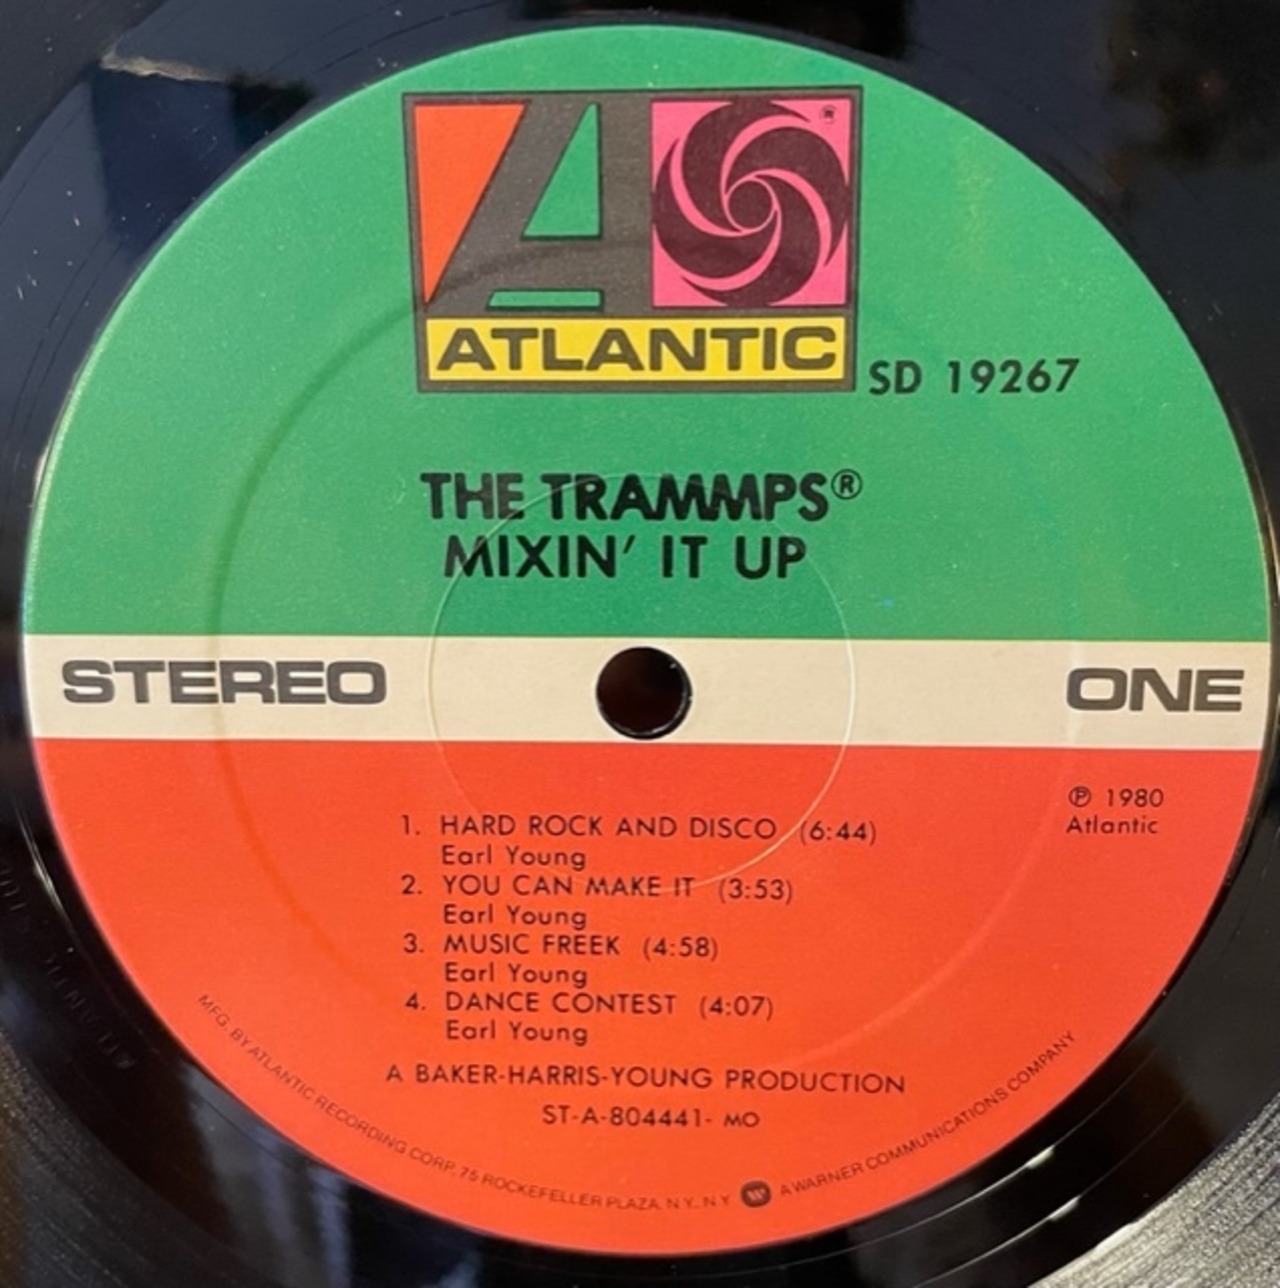 ATLANTIC
SD 19267
THE TRAMMPS®
MIXIN' IT UP
STEREO
ONE
℗ 1980
Atlantic
1. HARD ROCK AND DISCO (6:44)
Earl Young
2. YOU CAN MAKE IT (3:53)
Earl Young
3. MUSIC FREEK (4:58)
Earl Young
4. DANCE CONTEST (4:07)
Earl Young
A BAKER-HARRIS-YOUNG PRODUCTION
ST-A-804441- MO
MFG. BY ATLANTIC RECORDING CORP. 75 ROCKEFELLER PLAZA, N.Y., N.Y. A WARNER COMMUNICATIONS COMPANY